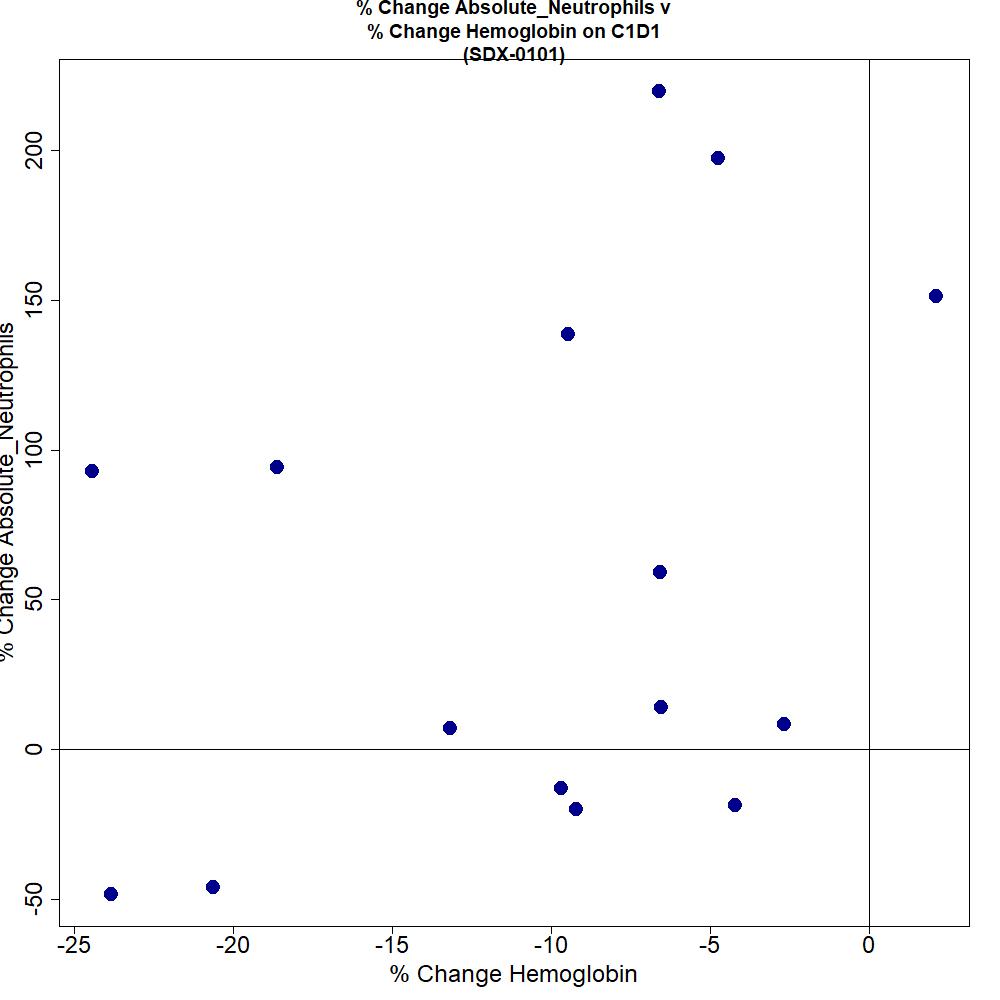 % Change Absolute_Neutrophils v
% Change Hemoglobin on C1D1
(SDX-0101)
% Change Absolute_Neutrophils
200
150
100
50
0
-50
-25 -20 -15 -10 -5 0
% Change Hemoglobin